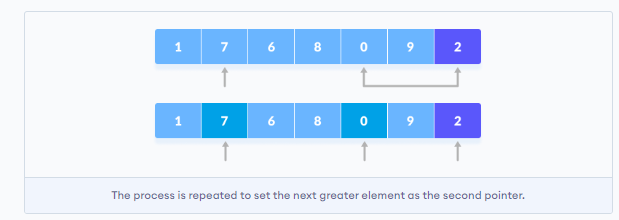 1 7 6 8 0 9 2
1 7 6 8 0 9 2
The process is repeated to set the next greater element as the second pointer.